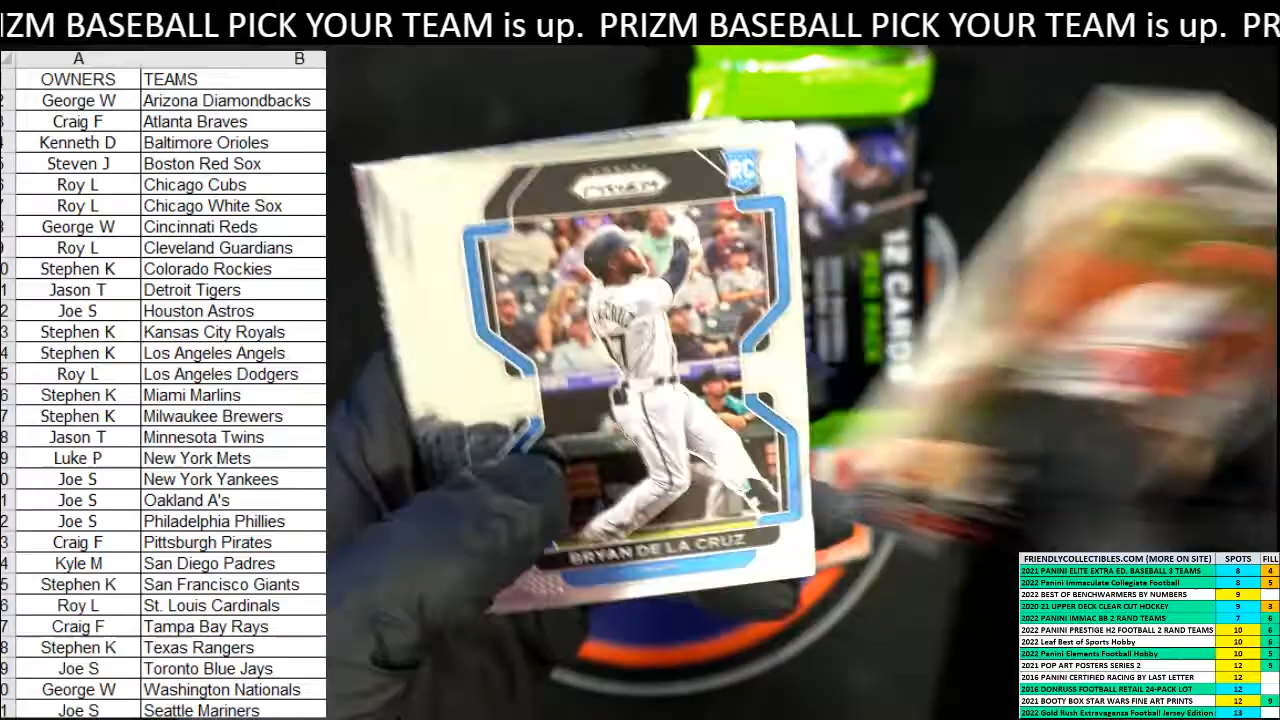 ZM BASEBALL PICK YOUR TEAM is up. PRIZM BASEBALL PICK YOUR TEAM is up. PR
A B
OWNERS TEAMS
George W Arizona Diamondbacks
Craig F Atlanta Braves
Kenneth D Baltimore Orioles
Steven J Boston Red Sox
Roy L Chicago Cubs
Roy L Chicago White Sox
George W Cincinnati Reds
Roy L Cleveland Guardians
Stephen K Colorado Rockies
Jason T Detroit Tigers
Joe S Houston Astros
Stephen K Kansas City Royals
Stephen K Los Angeles Angels
Roy L Los Angeles Dodgers
Stephen K Miami Marlins
Stephen K Milwaukee Brewers
Jason T Minnesota Twins
Luke P New York Mets
Joe S New York Yankees
Joe S Oakland A's
Joe S Philadelphia Phillies
Craig F Pittsburgh Pirates
Kyle M San Diego Padres
Stephen K San Francisco Giants
Roy L St. Louis Cardinals
Craig F Tampa Bay Rays
Stephen K Texas Rangers
Joe S Toronto Blue Jays
George W Washington Nationals
Joe S Seattle Mariners
PRIZM
RC
BRYAN DE LA CRUZ
12 CARDS
PER PACK
FRIENDLYCOLLECTIBLES.COM (MORE ON SITE) SPOTS FILL
2021 PANINI ELITE EXTRA ED. BASEBALL 3 TEAMS 8 4
2022 Panini Immaculate Collegiate Football 8 5
2022 BEST OF BENCHWARMERS BY NUMBERS 9
2020 21 UPPER DECK CLEAR CUT HOCKEY 9 3
2022 PANINI IMMAC BB 2 RAND TEAMS 7 6
2022 PANINI PRESTIGE H2 FOOTBALL 2 RAND TEAMS 10 6
2022 Leaf Best of Sports Hobby 10 6
2022 Panini Elements Football Hobby 10 5
2021 POP ART POSTERS SERIES 2 12 5
2016 PANINI CERTIFIED RACING BY LAST LETTER 12
2016 DONRUSS FOOTBALL RETAIL 24-PACK LOT 12
2021 BOOTY BOX STAR WARS FINE ART PRINTS 12 9
2022 Gold Rush Extravaganza Football Jersey Edition 13